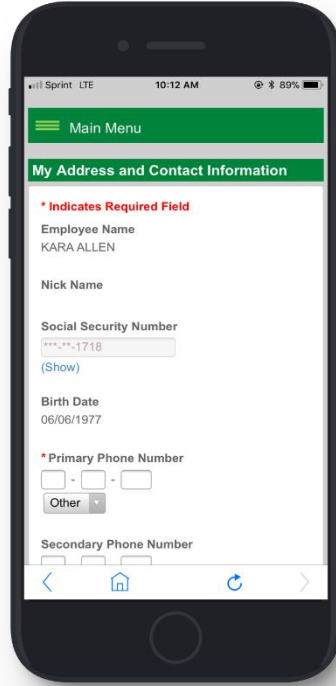 Sprint LTE 10:12 AM 89%
Main Menu
My Address and Contact Information
* Indicates Required Field
Employee Name
KARA ALLEN
Nick Name
Social Security Number
***-**-1718
(Show)
Birth Date
06/06/1977
* Primary Phone Number
- -
Other
Secondary Phone Number